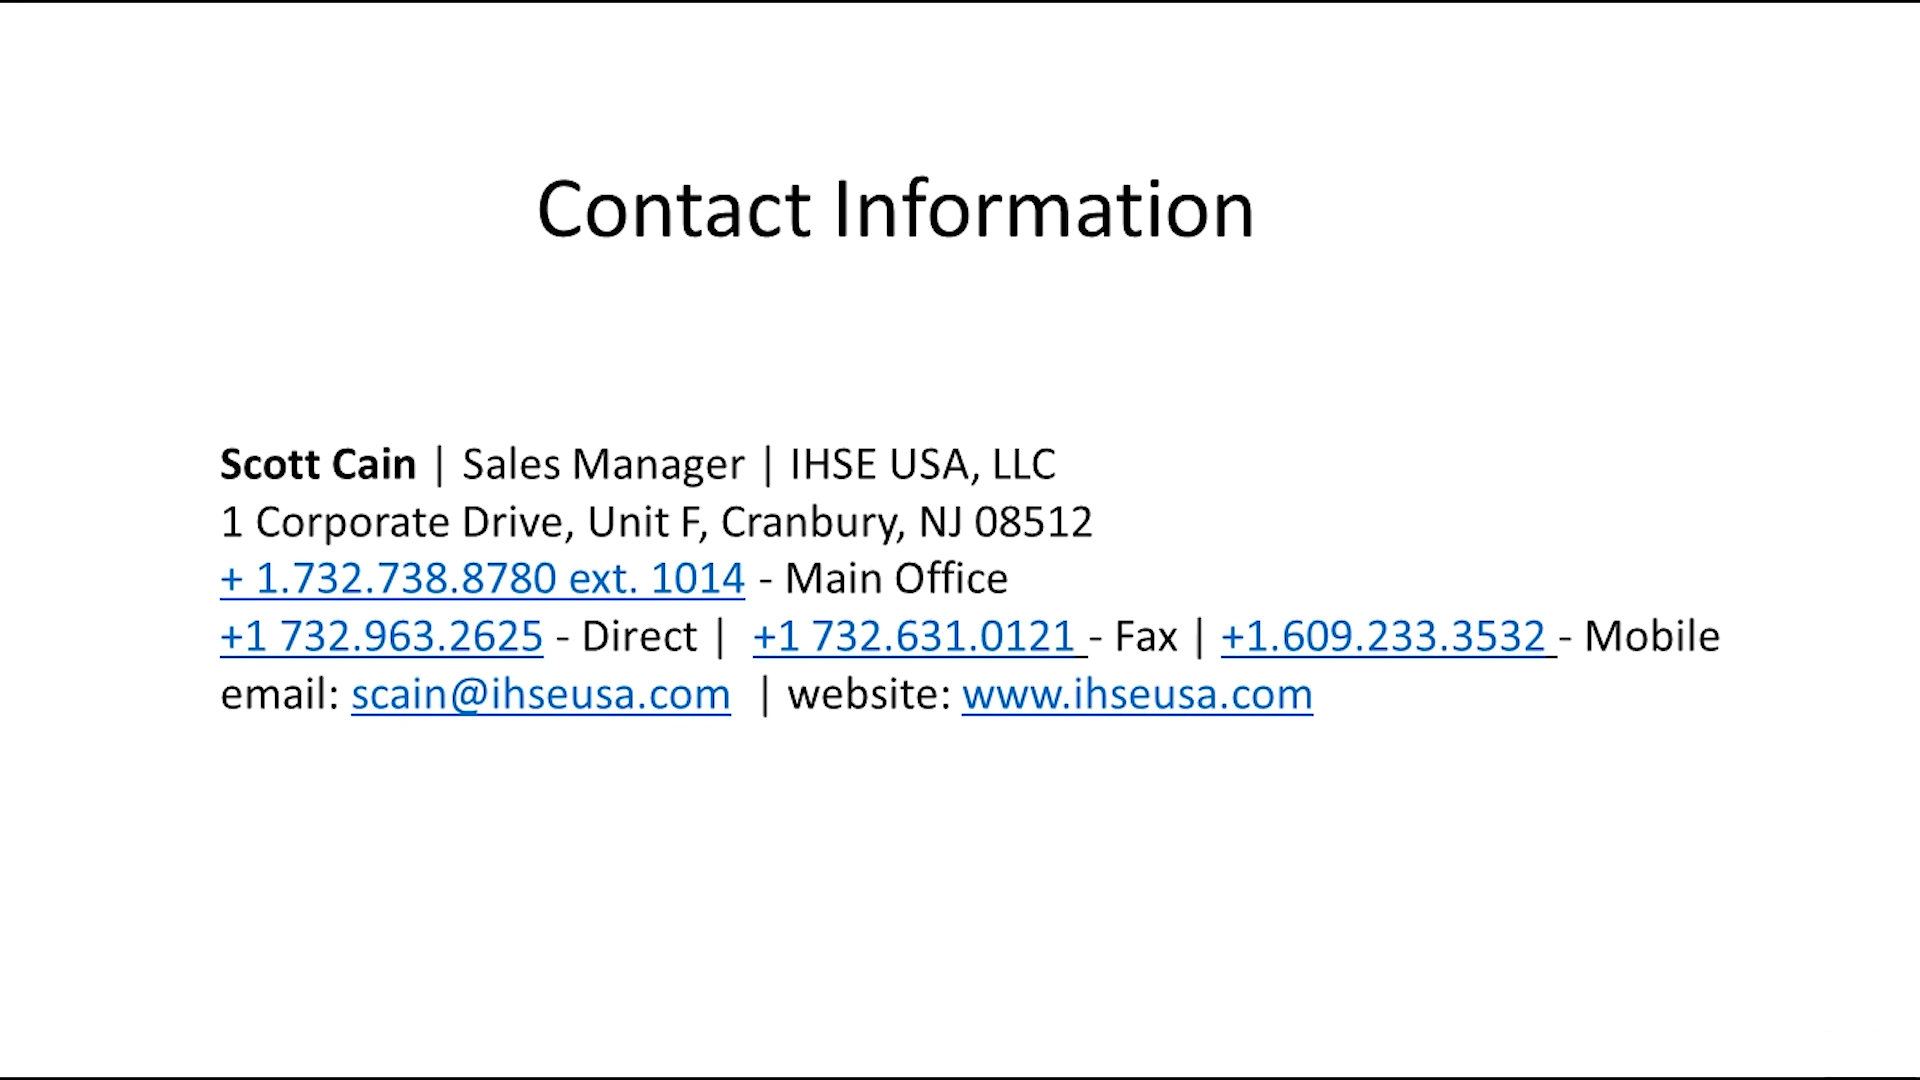 Contact Information
Scott Cain | Sales Manager | IHSE USA, LLC
1 Corporate Drive, Unit F, Cranbury, NJ 08512
+ 1.732.738.8780 ext. 1014 - Main Office
+1 732.963.2625 - Direct |  +1 732.631.0121 - Fax | +1.609.233.3532 - Mobile
email: scain@ihseusa.com  | website: www.ihseusa.com